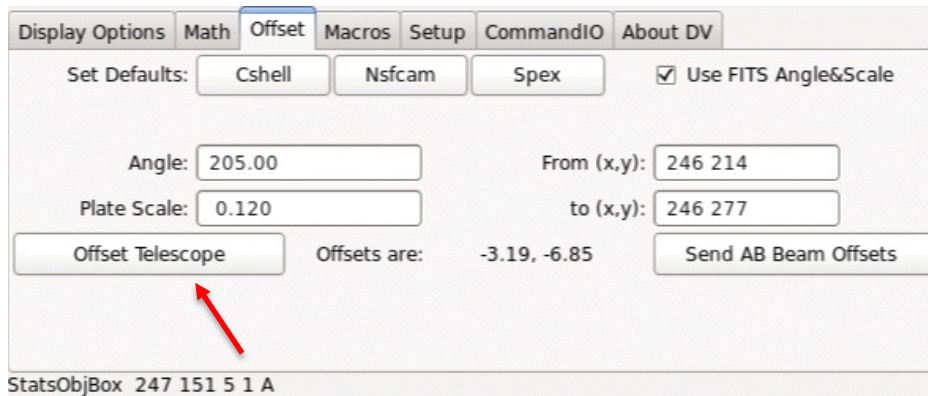 Display Options Math Offset Macros Setup CommandIO About DV
Set Defaults: Cshell Nsfcam Spex Use FITS Angle&Scale
Angle: 205.00 From (x,y): 246 214
Plate Scale: 0.120 to (x,y): 246 277
Offset Telescope Offsets are: -3.19, -6.85 Send AB Beam Offsets
StatsObjBox 247 151 5 1 A